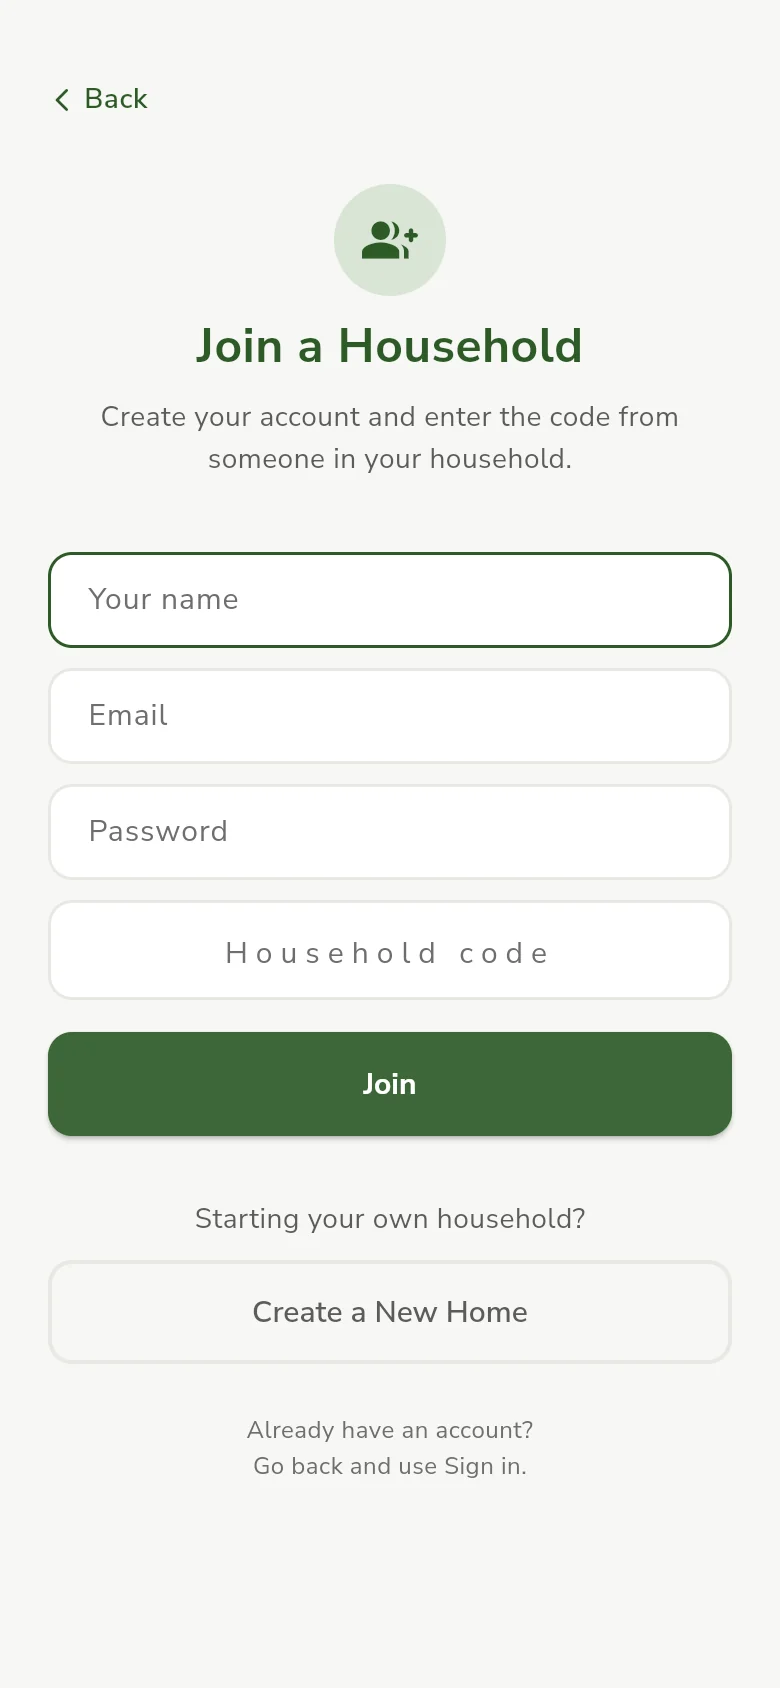 Back
Join a Household
Create your account and enter the code from
someone in your household.
Your name
Email
Password
Household code
Join
Starting your own household?
Create a New Home
Already have an account?
Go back and use Sign in.